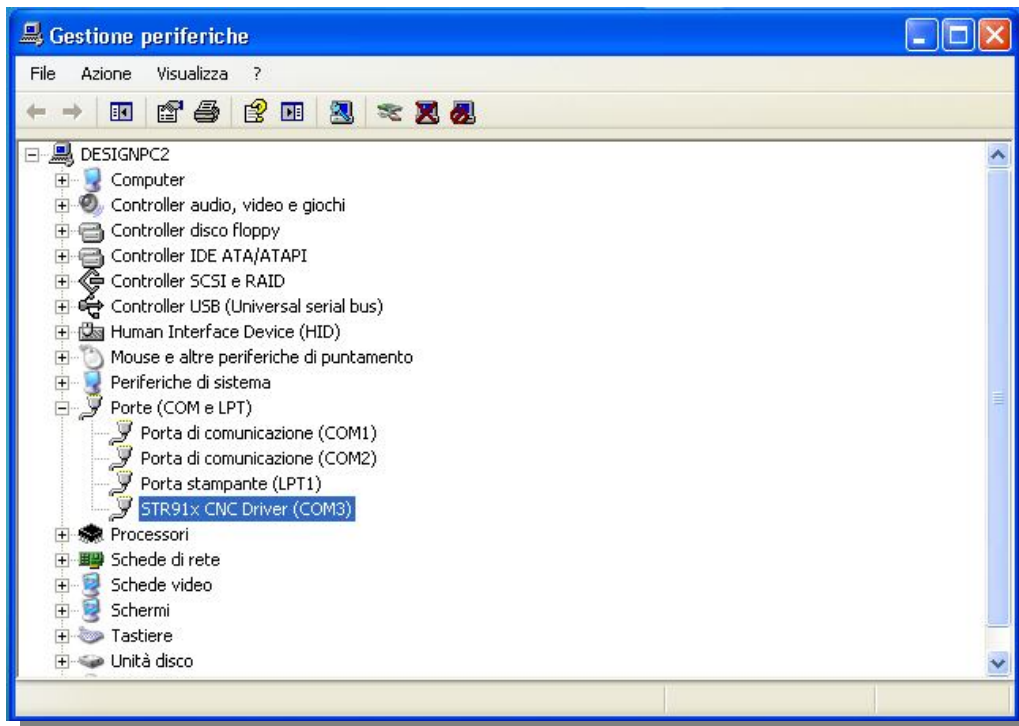 Gestione periferiche
File Azione Visualizza ?
DESIGNPC2
Computer
Controller audio, video e giochi
Controller disco floppy
Controller IDE ATA/ATAPI
Controller SCSI e RAID
Controller USB (Universal serial bus)
Human Interface Device (HID)
Mouse e altre periferiche di puntamento
Periferiche di sistema
Porte (COM e LPT)
Porta di comunicazione (COM1)
Porta di comunicazione (COM2)
Porta stampante (LPT1)
STR91x CNC Driver (COM3)
Processori
Schede di rete
Schede video
Schermi
Tastiere
Unità disco